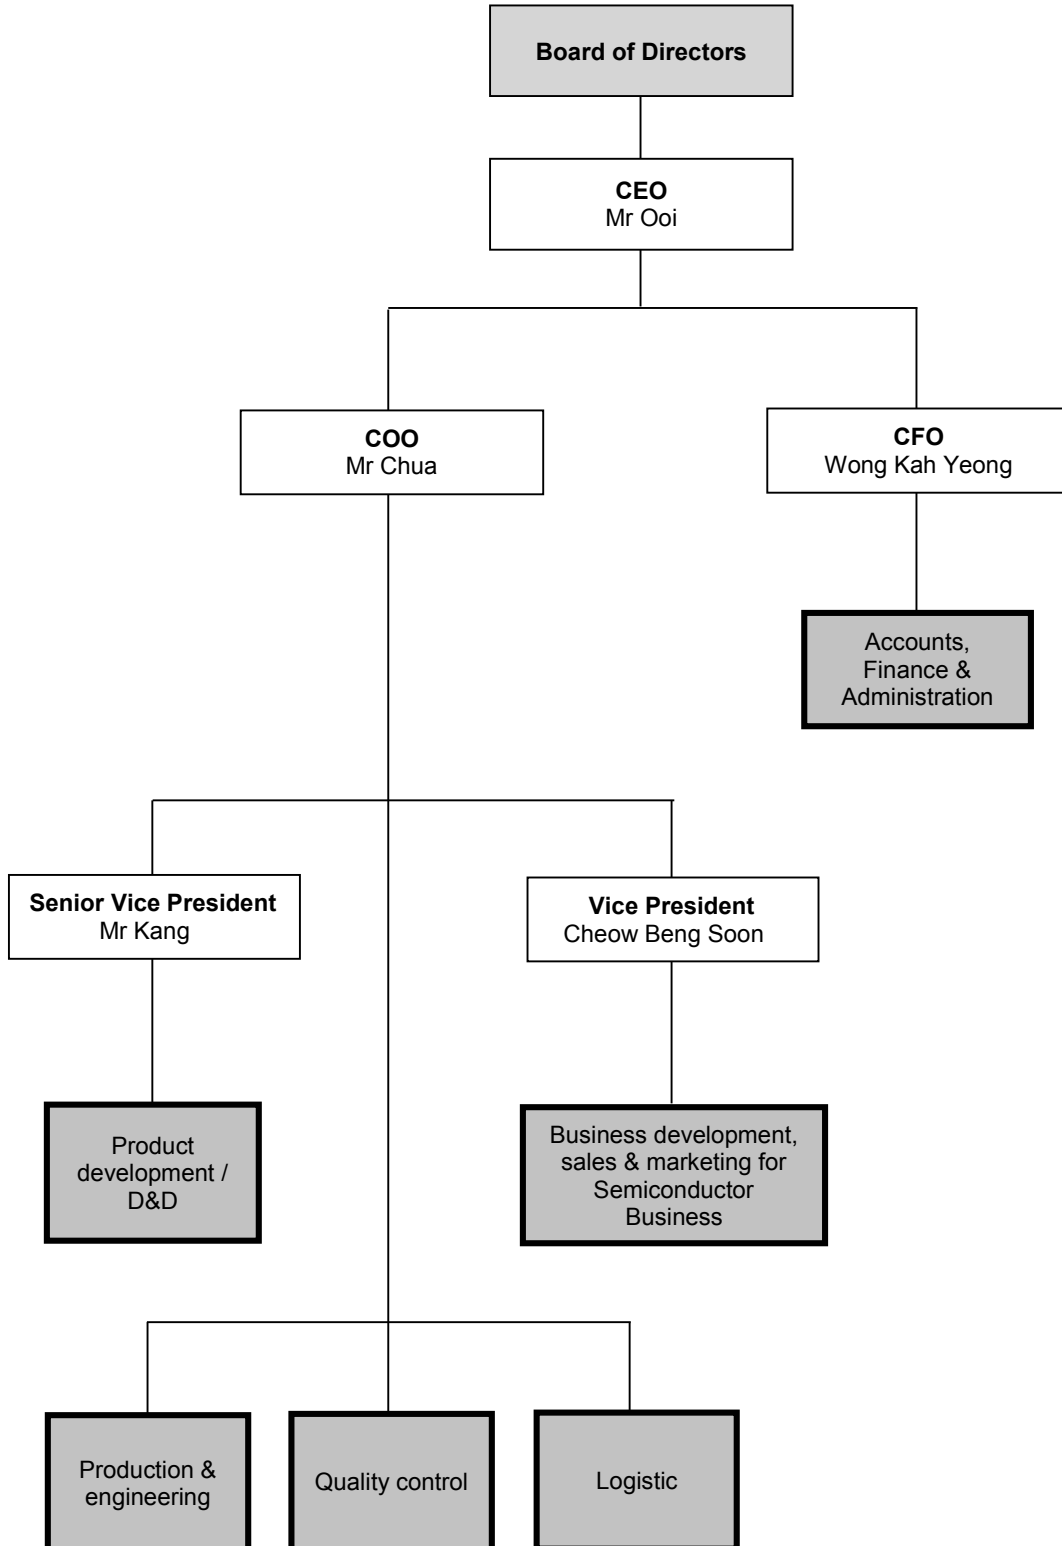 Board of Directors
CEO
Mr Ooi
COO
Mr Chua
CFO
Wong Kah Yeong
Accounts,
Finance &
Administration
Senior Vice President
Mr Kang
Vice President
Cheow Beng Soon
Product
development /
D&D
Business development,
sales & marketing for
Semiconductor
Business
Production &
engineering
Quality control
Logistic